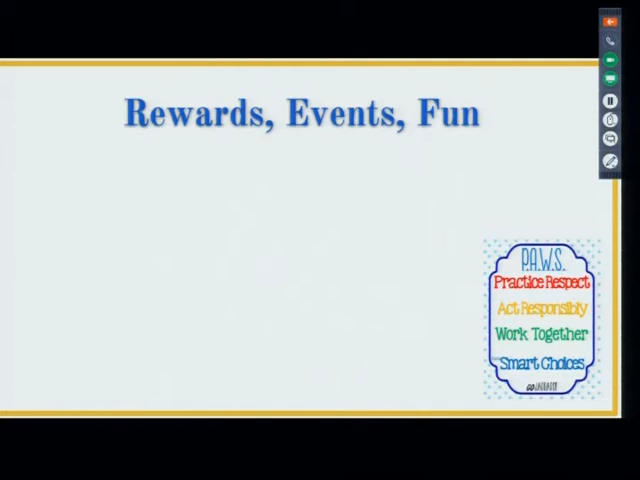 Rewards, Events, Fun
P.A.W.S.
Practice Respect
Act Responsibly
Work Together
Smart Choices